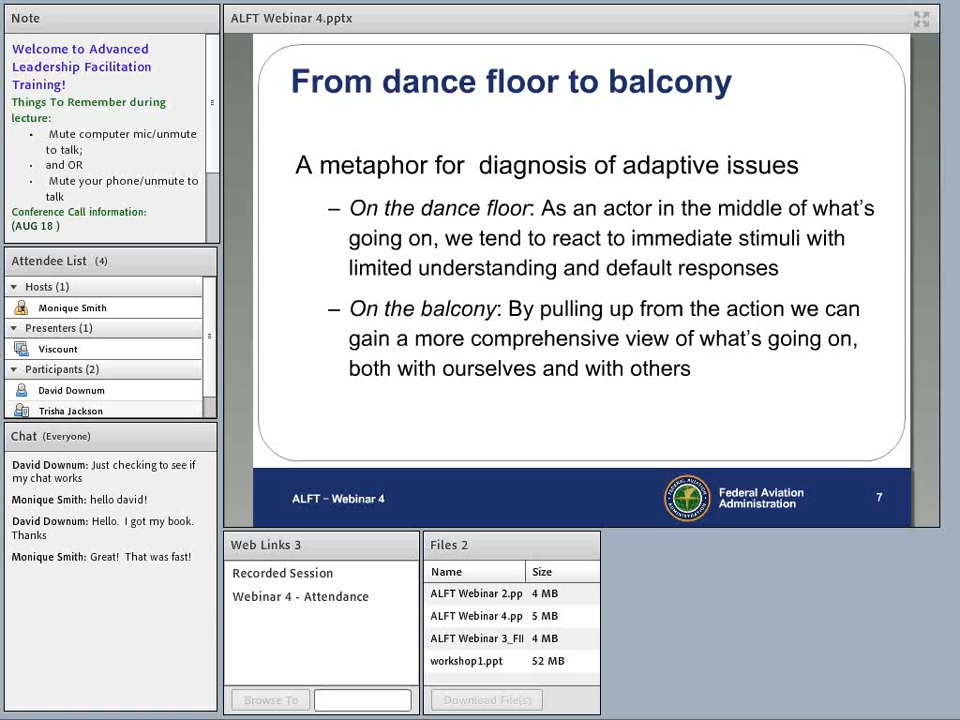 Note
Welcome to Advanced
Leadership Facilitation
Training!
Things To Remember during
lecture:
• Mute computer mic/unmute
to talk;
• and OR
• Mute your phone/unmute to
talk
Conference Call information:
(AUG 18 )
Attendee List (4)
Hosts (1)
Monique Smith
Presenters (1)
Viscount
Participants (2)
David Downum
Trisha Jackson
Chat (Everyone)
David Downum: Just checking to see if
my chat works
Monique Smith: hello david!
David Downum: Hello. I got my book.
Thanks
Monique Smith: Great! That was fast!
ALFT Webinar 4.pptx
From dance floor to balcony
A metaphor for diagnosis of adaptive issues
– On the dance floor: As an actor in the middle of what's
going on, we tend to react to immediate stimuli with
limited understanding and default responses
– On the balcony: By pulling up from the action we can
gain a more comprehensive view of what's going on,
both with ourselves and with others
ALFT – Webinar 4
Federal Aviation
Administration
7
Web Links 3
Recorded Session
Webinar 4 - Attendance
Browse To
Files 2
Name Size
ALFT Webinar 2.pp 4 MB
ALFT Webinar 4.pp 5 MB
ALFT Webinar 3_FII 4 MB
workshop1.ppt 52 MB
Download File(s)